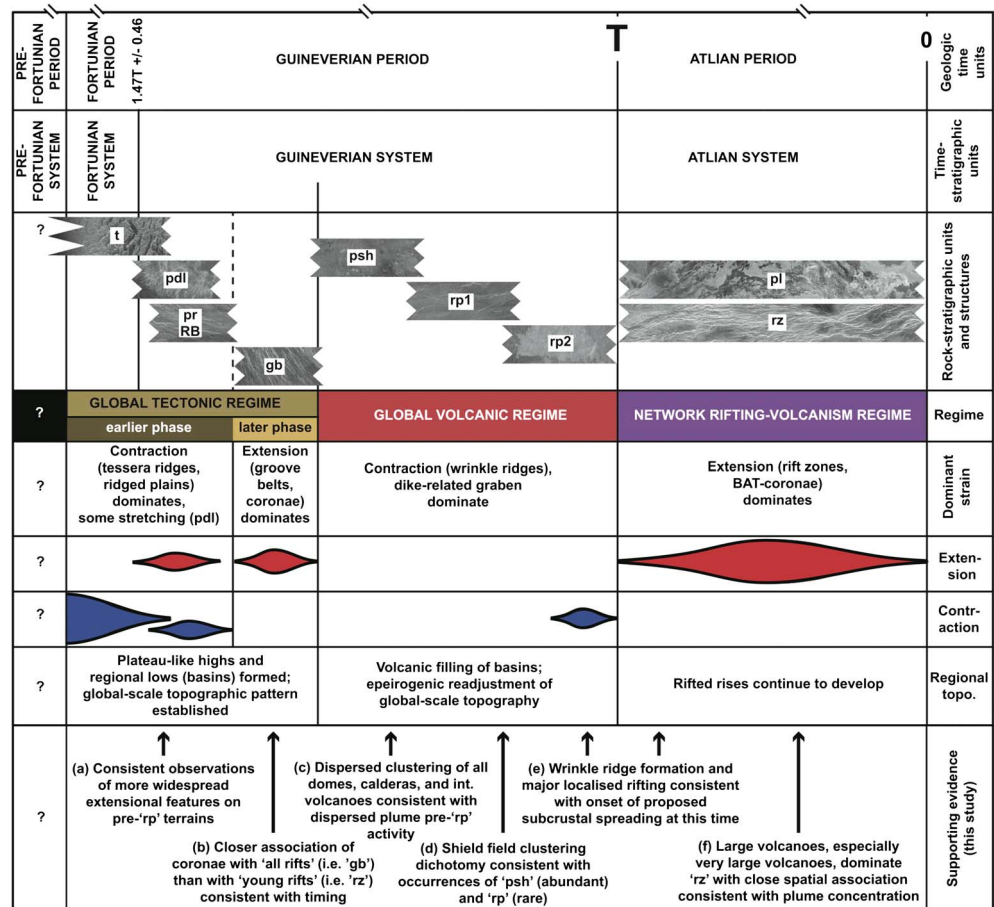 PRE-
FORTUNIAN
PERIOD
FORTUNIAN
PERIOD
1.47T +/- 0.46
GUINEVERIAN PERIOD
T
ATLIAN PERIOD
0
Geologic
time
units
PRE-
FORTUNIAN
SYSTEM
FORTUNIAN
SYSTEM
GUINEVERIAN SYSTEM
ATLIAN SYSTEM
Time-
stratigraphic
units
?
t
pdl
pr
RB
gb
psh
rp1
rp2
pl
rz
Rock-stratigraphic units
and structures
?
GLOBAL TECTONIC REGIME
earlier phase
later phase
GLOBAL VOLCANIC REGIME
NETWORK RIFTING-VOLCANISM REGIME
Regime
?
Contraction
(tessera ridges,
ridged plains)
dominates,
some stretching (pdl)
Extension
(groove
belts,
coronae)
dominates
Contraction (wrinkle ridges),
dike-related graben
dominate
Extension (rift zones,
BAT-coronae)
dominates
Dominant
strain
?
Exten-
sion
?
Contr-
action
?
Plateau-like highs and
regional lows (basins) formed;
global-scale topographic pattern
established
Volcanic filling of basins;
epeirogenic readjustment of
global-scale topography
Rifted rises continue to develop
Regional
topo.
?
(a) Consistent observations
of more widespread
extensional features on
pre-‘rp’ terrains
(b) Closer association of
coronae with ‘all rifts’ (i.e. ’gb’)
than with ‘young rifts’ (i.e. ’rz’)
consistent with timing
(c) Dispersed clustering of all
domes, calderas, and int.
volcanoes consistent with
dispersed plume pre-‘rp’
activity
(d) Shield field clustering
dichotomy consistent with
occurrences of ‘psh’ (abundant)
and ‘rp’ (rare)
(e) Wrinkle ridge formation and
major localised rifting consistent
with onset of proposed
subcrustal spreading at this time
(f) Large volcanoes, especially
very large volcanoes, dominate
‘rz’ with close spatial association
consistent with plume concentration
Supporting evidence
(this study)